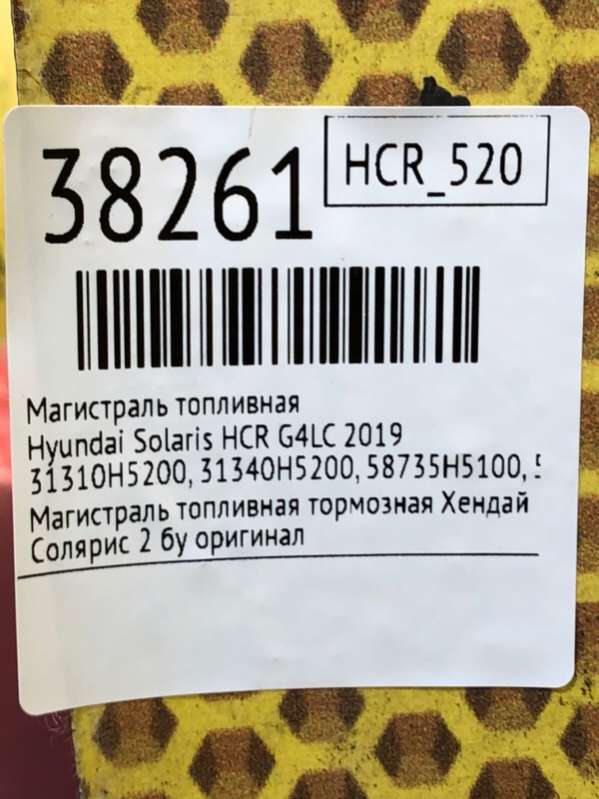 38261
HCR_520
Магистраль топливная
Hyundai Solaris HCR G4LC 2019
31310H5200, 31340H5200, 58735H5100,
Магистраль топливная тормозная Хендай
Солярис 2 бу оригинал